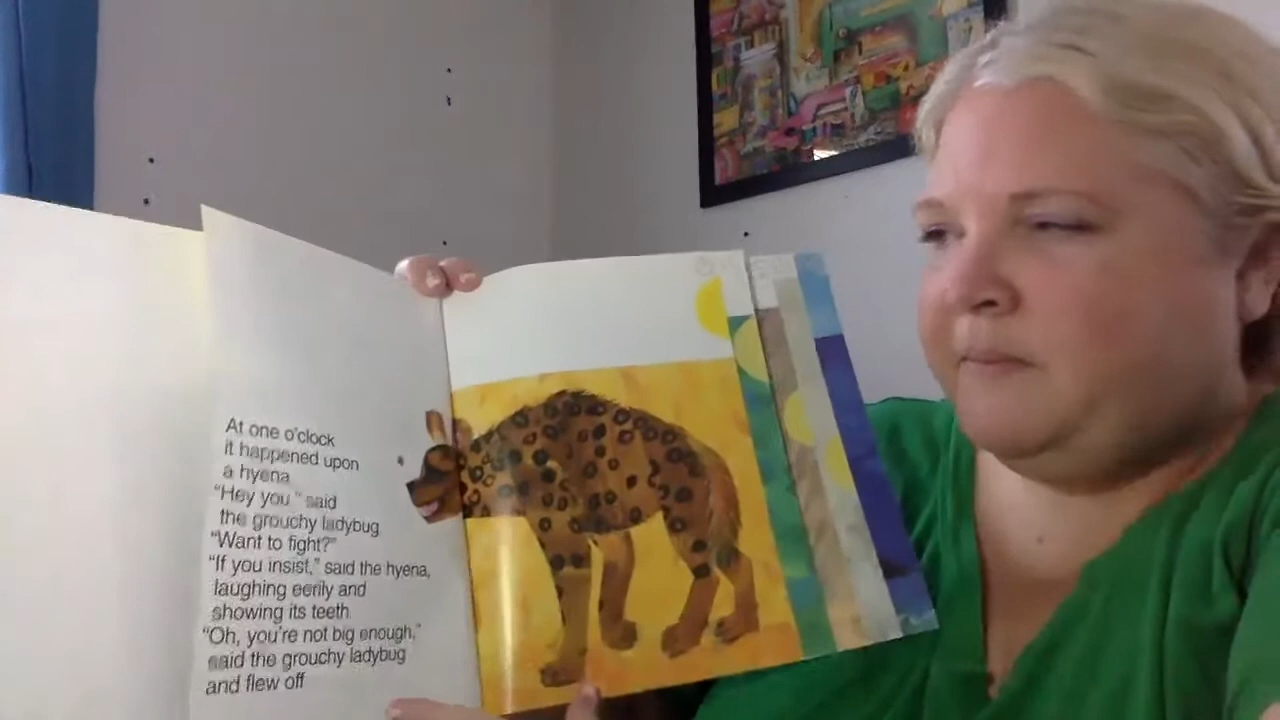 At one o'clock
it happened upon
a hyena
"Hey you" said
the grouchy ladybug
"Want to fight?"
"If you insist," said the hyena,
laughing eerily and
showing its teeth
"Oh, you're not big enough,"
said the grouchy ladybug
and flew off